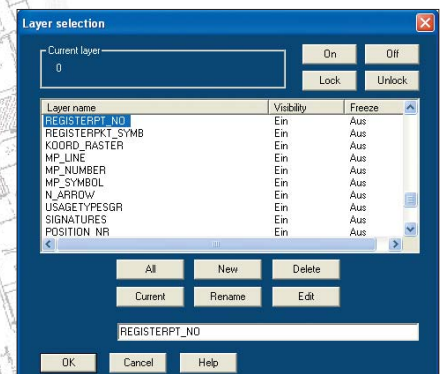 Layer selection
Current layer
0
On Off
Lock Unlock
Layer name Visibility Freeze
REGISTERPT_NO Ein Aus
REGISTERPKT_SYMB Ein Aus
KOORD_RASTER Ein Aus
MP_LINE Ein Aus
MP_NUMBER Ein Aus
MP_SYMBOL Ein Aus
N_ARROW Ein Aus
USAGETYPESGR Ein Aus
SIGNATURES Ein Aus
POSITION_NR Ein Aus
All New Delete
Current Rename Edit
REGISTERPT_NO
OK Cancel Help